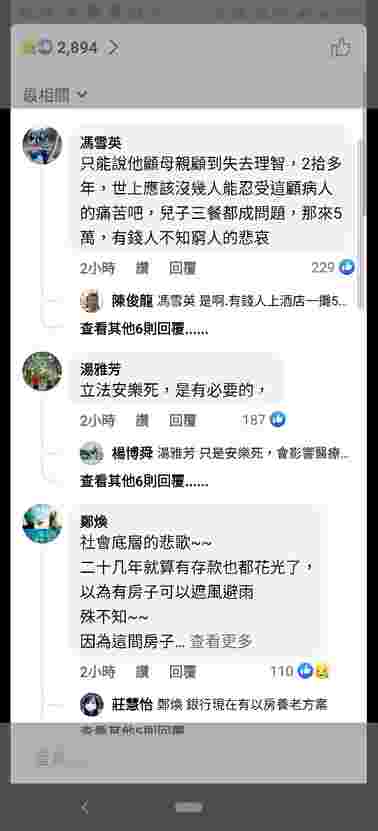 2,894
最相關
馮雪英
只能說他顧母親顧到失去理智，2拾多
年，世上應該沒幾人能忍受這顧病人
的痛苦吧，兒子三餐都成問題，那來5
萬，有錢人不知窮人的悲哀
2小時 讚 回覆 229
陳俊龍 馮雪英 是啊.有錢人上酒店一攤5...
查看其他6則回覆......
湯雅芳
立法安樂死，是有必要的，
2小時 讚 回覆 187
楊博舜 湯雅芳 只是安樂死，會影響醫療...
查看其他6則回覆......
鄭煥
社會底層的悲歌~~
二十几年就算有存款也都花光了，
以為有房子可以遮風避雨
殊不知~~
因為這間房子... 查看更多
2小時 讚 回覆 110
莊慧怡 鄭煥 銀行現在有以房養老方案